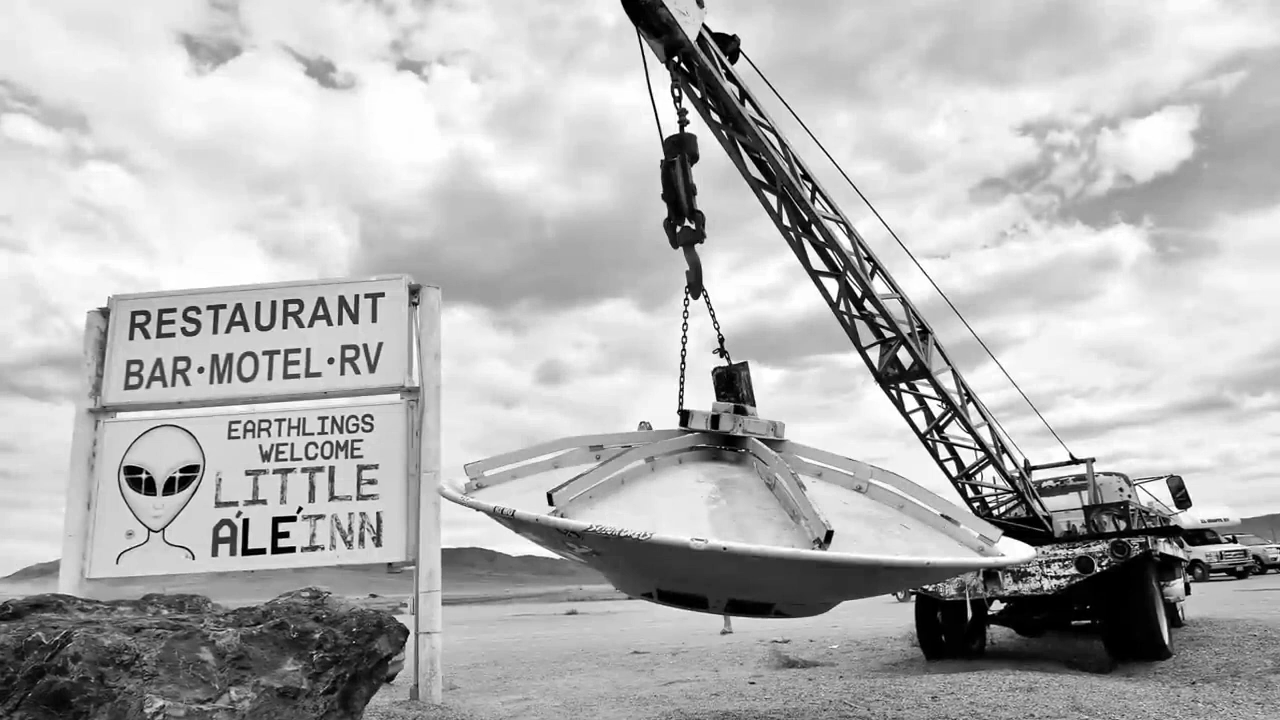 RESTAURANT
BAR•MOTEL•RV
EARTHLINGS
WELCOME
LITTLE
A'LE'INN